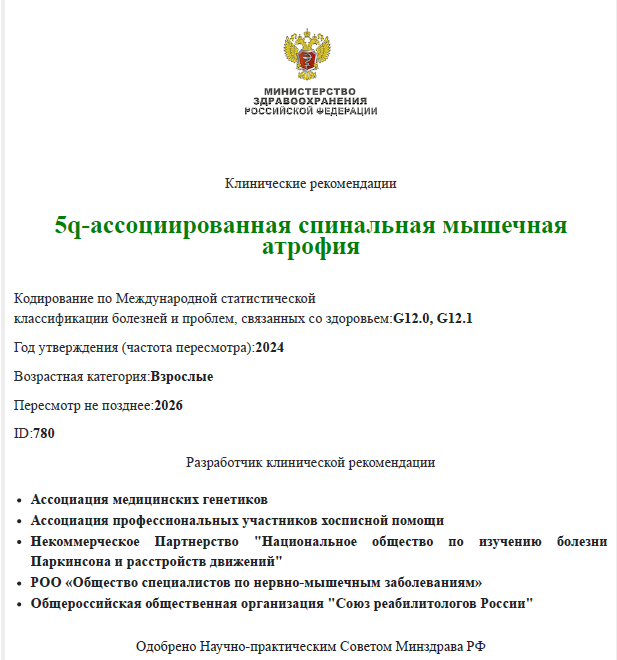 МИНИСТЕРСТВО
ЗДРАВООХРАНЕНИЯ
РОССИЙСКОЙ ФЕДЕРАЦИИ
Клинические рекомендации
5q-ассоциированная спинальная мышечная
атрофия
Кодирование по Международной статистической
классификации болезней и проблем, связанных со здоровьем:G12.0, G12.1
Год утверждения (частота пересмотра):2024
Возрастная категория:Взрослые
Пересмотр не позднее:2026
ID:780
Разработчик клинической рекомендации
• Ассоциация медицинских генетиков
• Ассоциация профессиональных участников хосписной помощи
• Некоммерческое Партнерство "Национальное общество по изучению болезни
Паркинсона и расстройств движений"
• РОО «Общество специалистов по нервно-мышечным заболеваниям»
• Общероссийская общественная организация "Союз реабилитологов России"
Одобрено Научно-практическим Советом Минздрава РФ